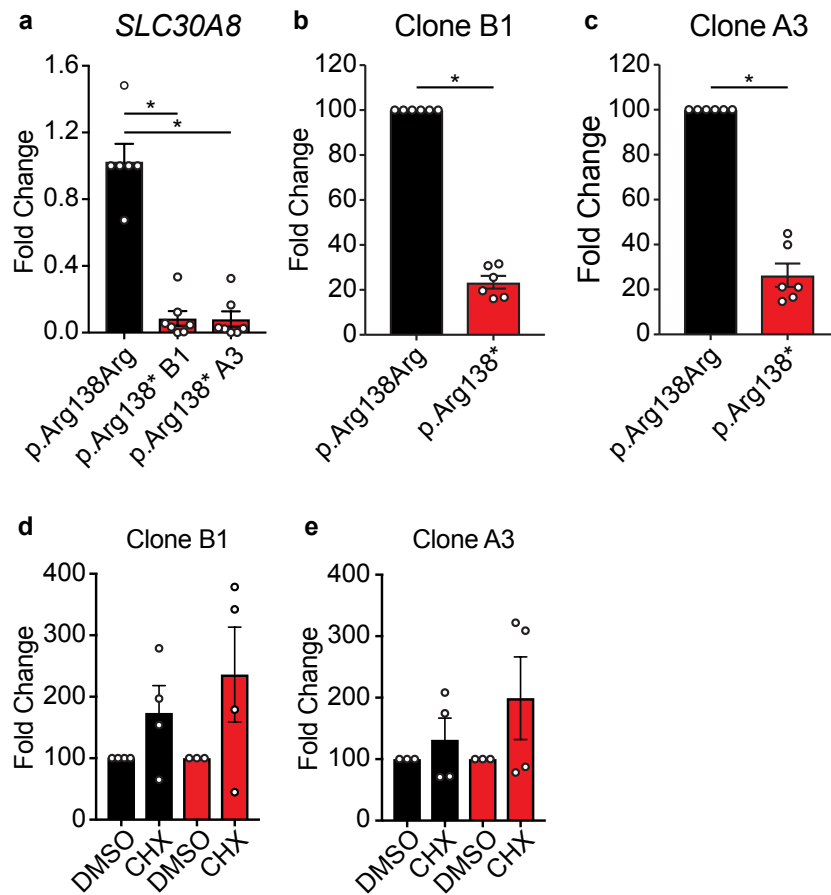 a
SLC30A8
Fold Change
1.6
1.2
0.8
0.4
0.0
*
*
p.Arg138Arg
p.Arg138* B1
p.Arg138* A3
b
Clone B1
Fold Change
120
100
80
60
40
20
0
*
p.Arg138Arg
p.Arg138*
c
Clone A3
Fold Change
120
100
80
60
40
20
0
*
p.Arg138Arg
p.Arg138*
d
Clone B1
Fold Change
400
300
200
100
0
DMSO
CHX
DMSO
CHX
e
Clone A3
Fold Change
400
300
200
100
0
DMSO
CHX
DMSO
CHX